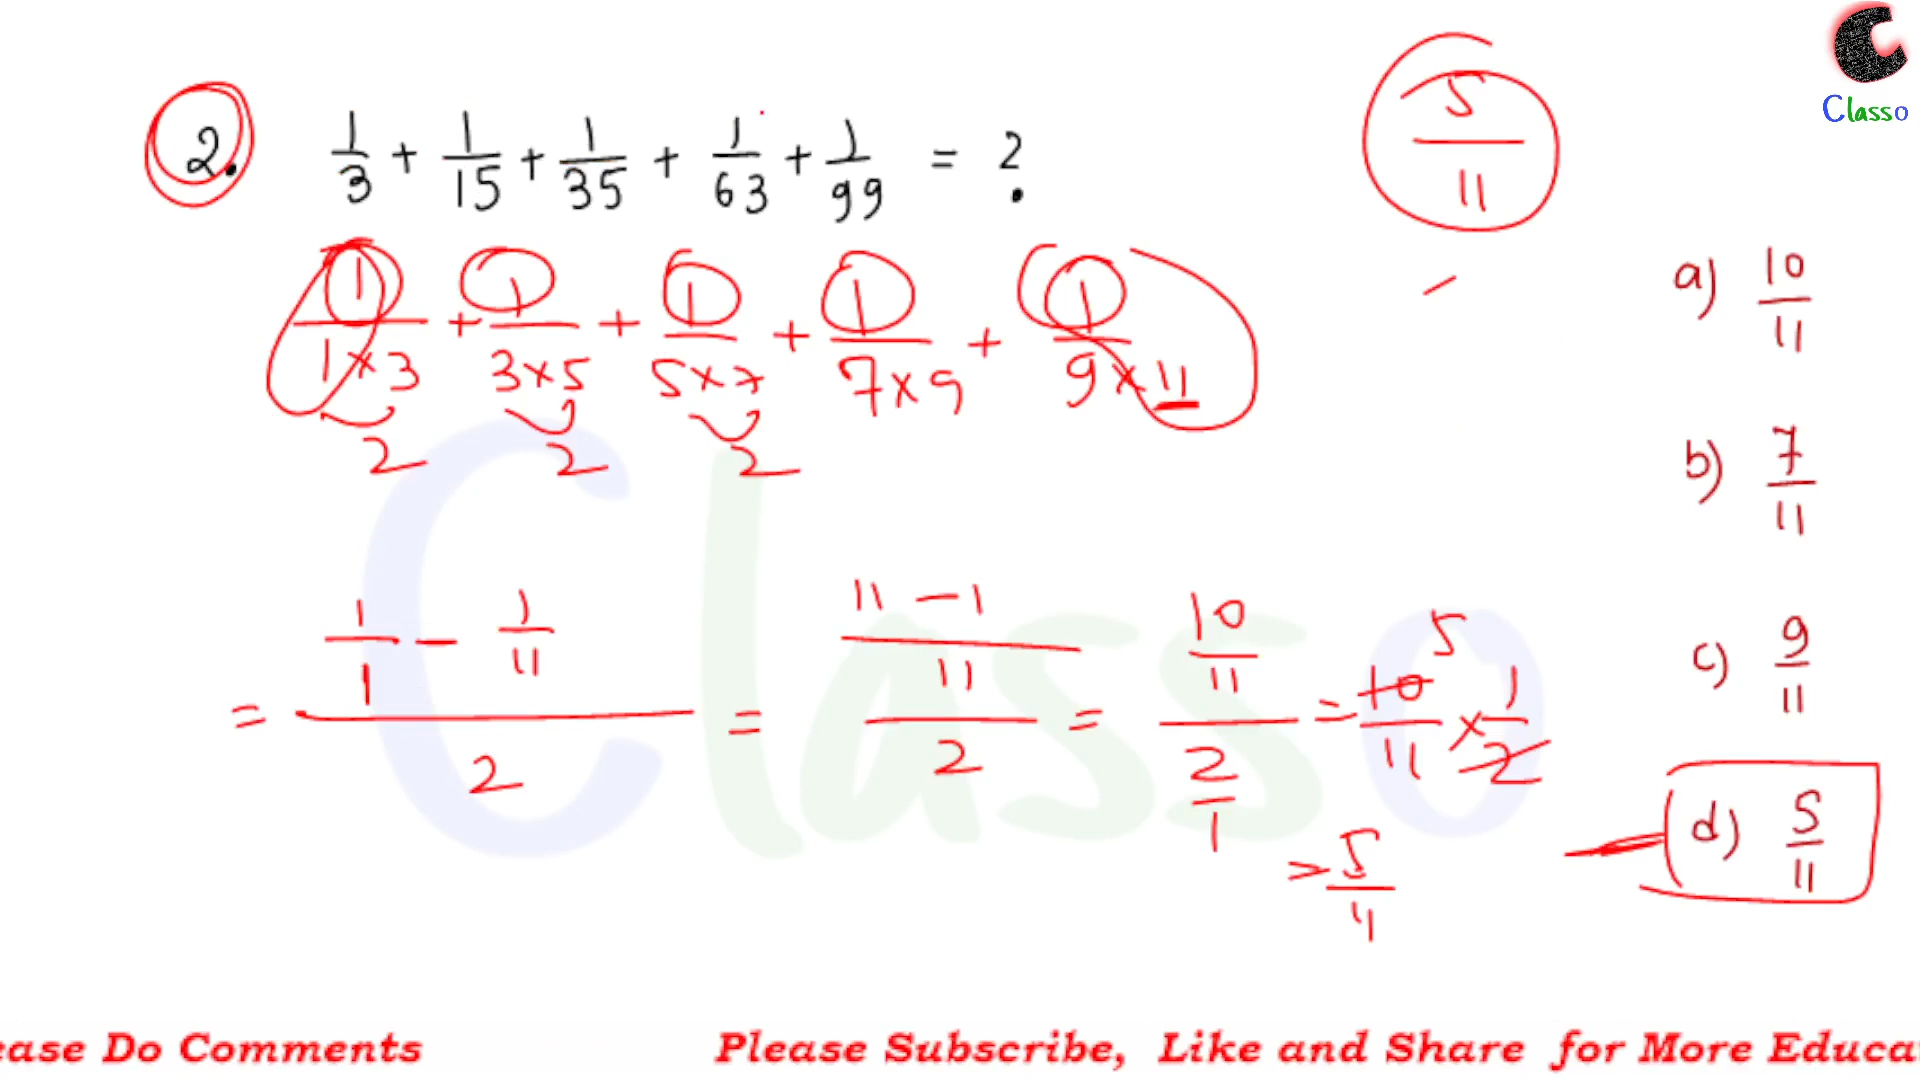 Classo
5/11
2. 1/3 + 1/15 + 1/35 + 1/63 + 1/99 = ?
1/1×3 + 1/3×5 + 1/5×7 + 1/7×9 + 1/9×11
2 2 2
a) 10/11
b) 7/11
c) 9/11
d) 5/11
= (1/1 - 1/11)/2 = ((11-1)/11)/2 = (10/11)/(2/1) = 10/11 × 1/2
5
= 5/11
Classo
ease Do Comments Please Subscribe, Like and Share for More Educa